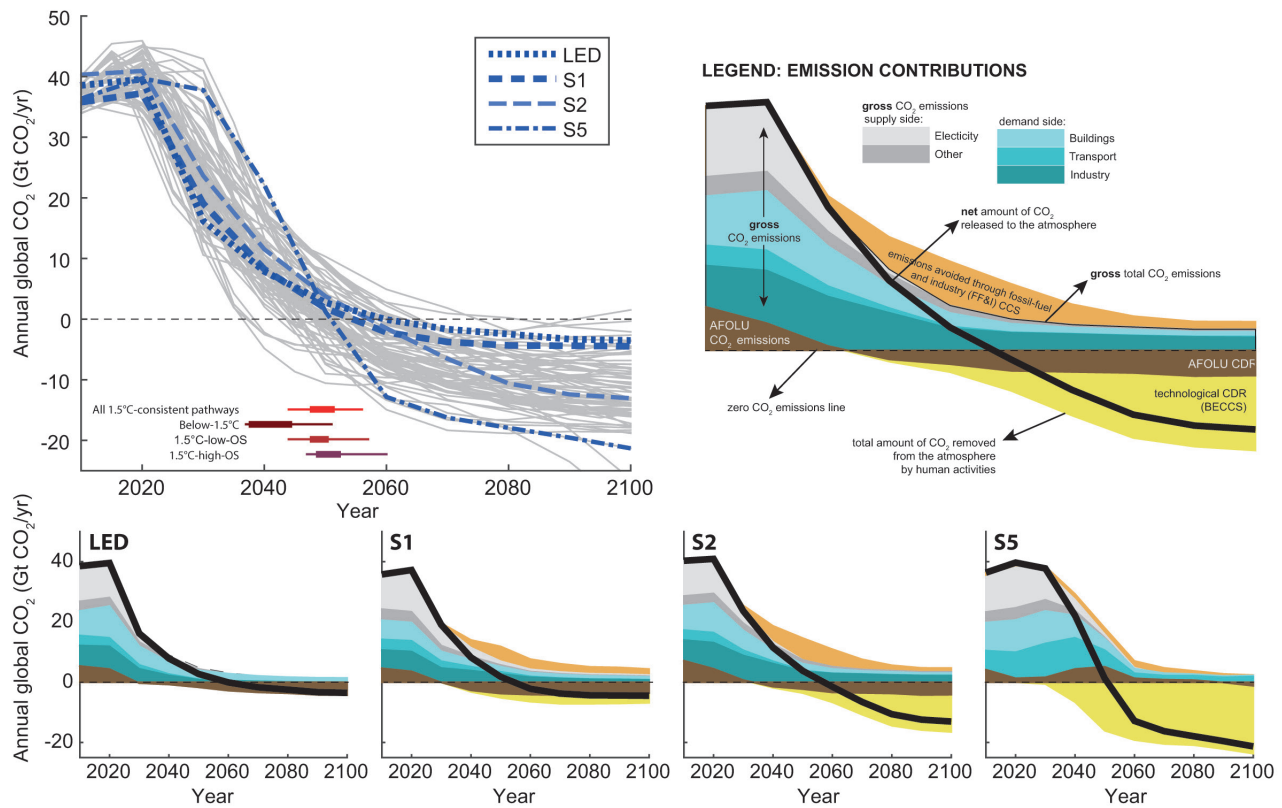 Annual global CO2 (Gt CO2/yr)
50
40
30
20
10
0
-10
-20
2020
2040
2060
2080
2100
Year
LED
S1
S2
S5
All 1.5°C-consistent pathways
Below-1.5°C
1.5°C-low-OS
1.5°C-high-OS
LEGEND: EMISSION CONTRIBUTIONS
gross CO2 emissions
supply side:
Electicity
Other
demand side:
Buildings
Transport
Industry
gross
CO2 emissions
net amount of CO2
released to the atmosphere
emissions avoided through fossil-fuel
and industry (FF&I) CCS
gross total CO2 emissions
AFOLU
CO2 emissions
AFOLU CDR
zero CO2 emissions line
technological CDR
(BECCS)
total amount of CO2 removed
from the atmosphere
by human activities
Annual global CO2 (Gt CO2/yr)
40
20
0
-20
LED
2020
2040
2060
2080
2100
Year
S1
2020
2040
2060
2080
2100
Year
S2
2020
2040
2060
2080
2100
Year
S5
2020
2040
2060
2080
2100
Year